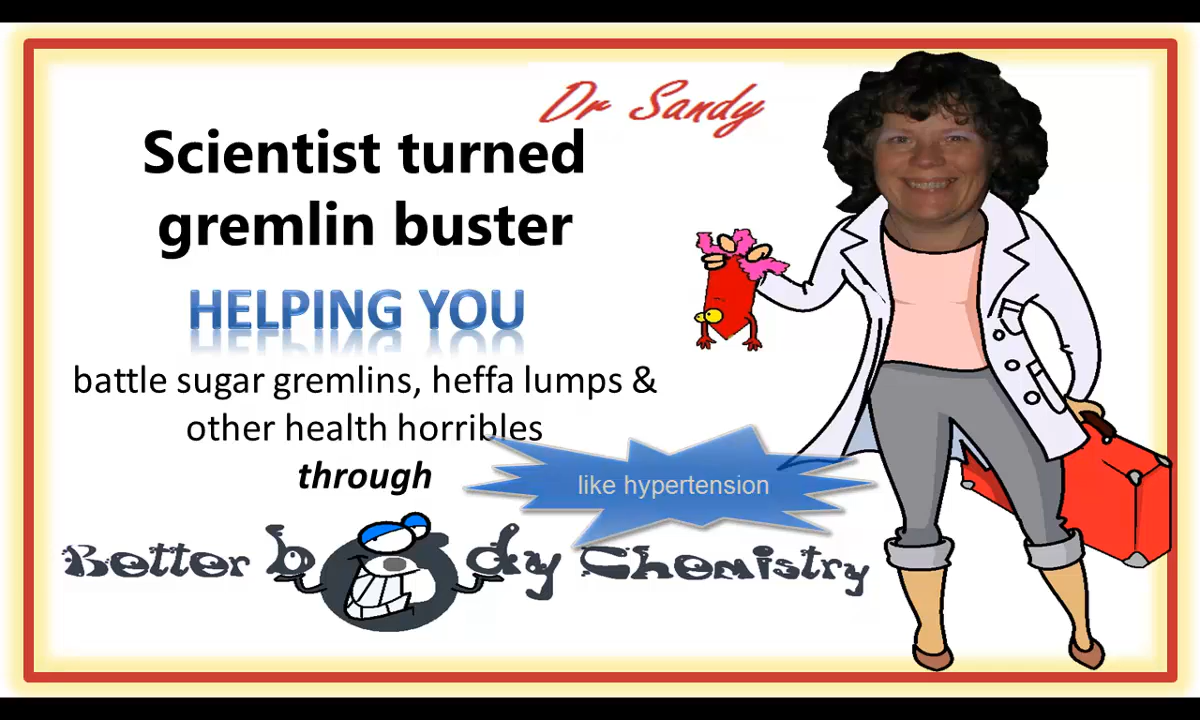 Dr Sandy
Scientist turned
gremlin buster
HELPING YOU
battle sugar gremlins, heffa lumps &
other health horribles
through
like hypertension
Better body Chemistry